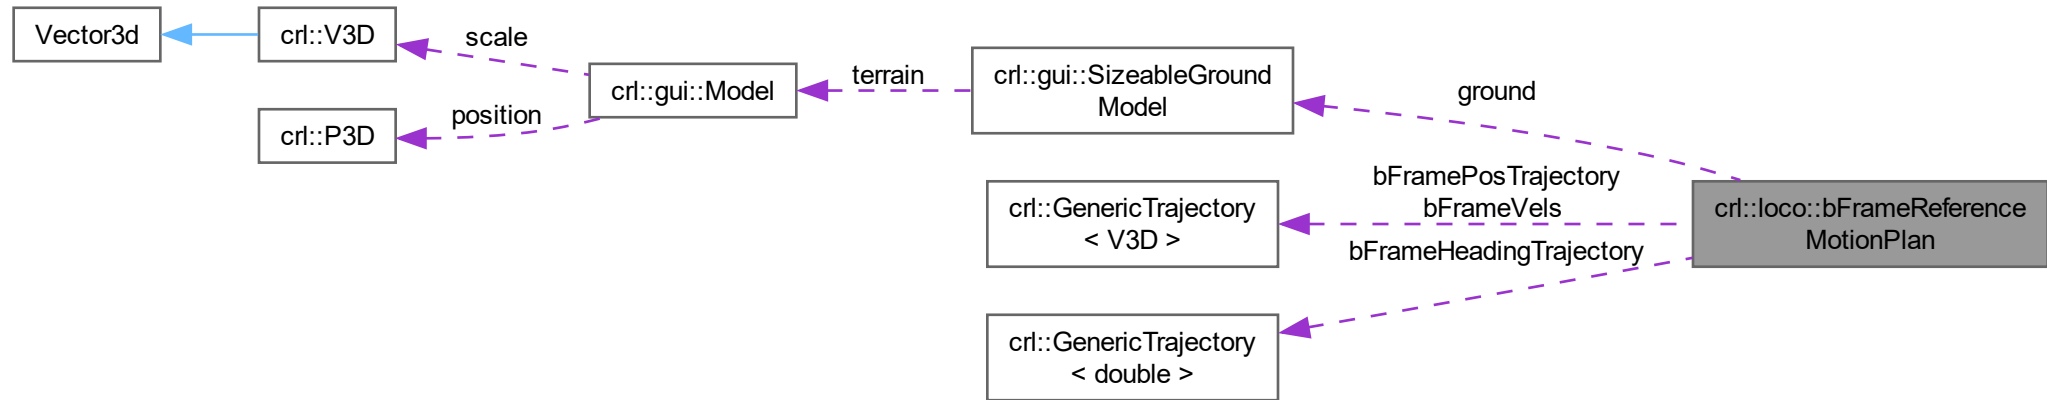 Vector3d
crl::V3D
scale
crl::P3D
position
crl::gui::Model
terrain
crl::gui::SizeableGround
Model
ground
crl::GenericTrajectory
< V3D >
bFramePosTrajectory
bFrameVels
bFrameHeadingTrajectory
crl::GenericTrajectory
< double >
crl::loco::bFrameReference
MotionPlan